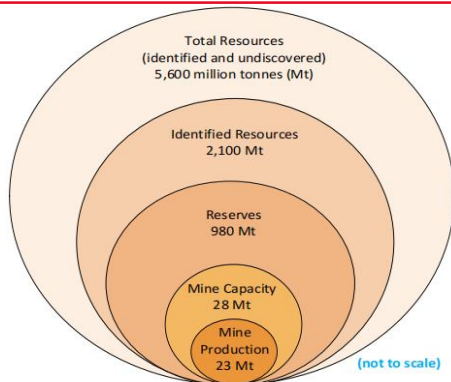 Total Resources
(identified and undiscovered)
5,600 million tonnes (Mt)
Identified Resources
2,100 Mt
Reserves
980 Mt
Mine Capacity
28 Mt
Mine
Production
23 Mt
(not to scale)